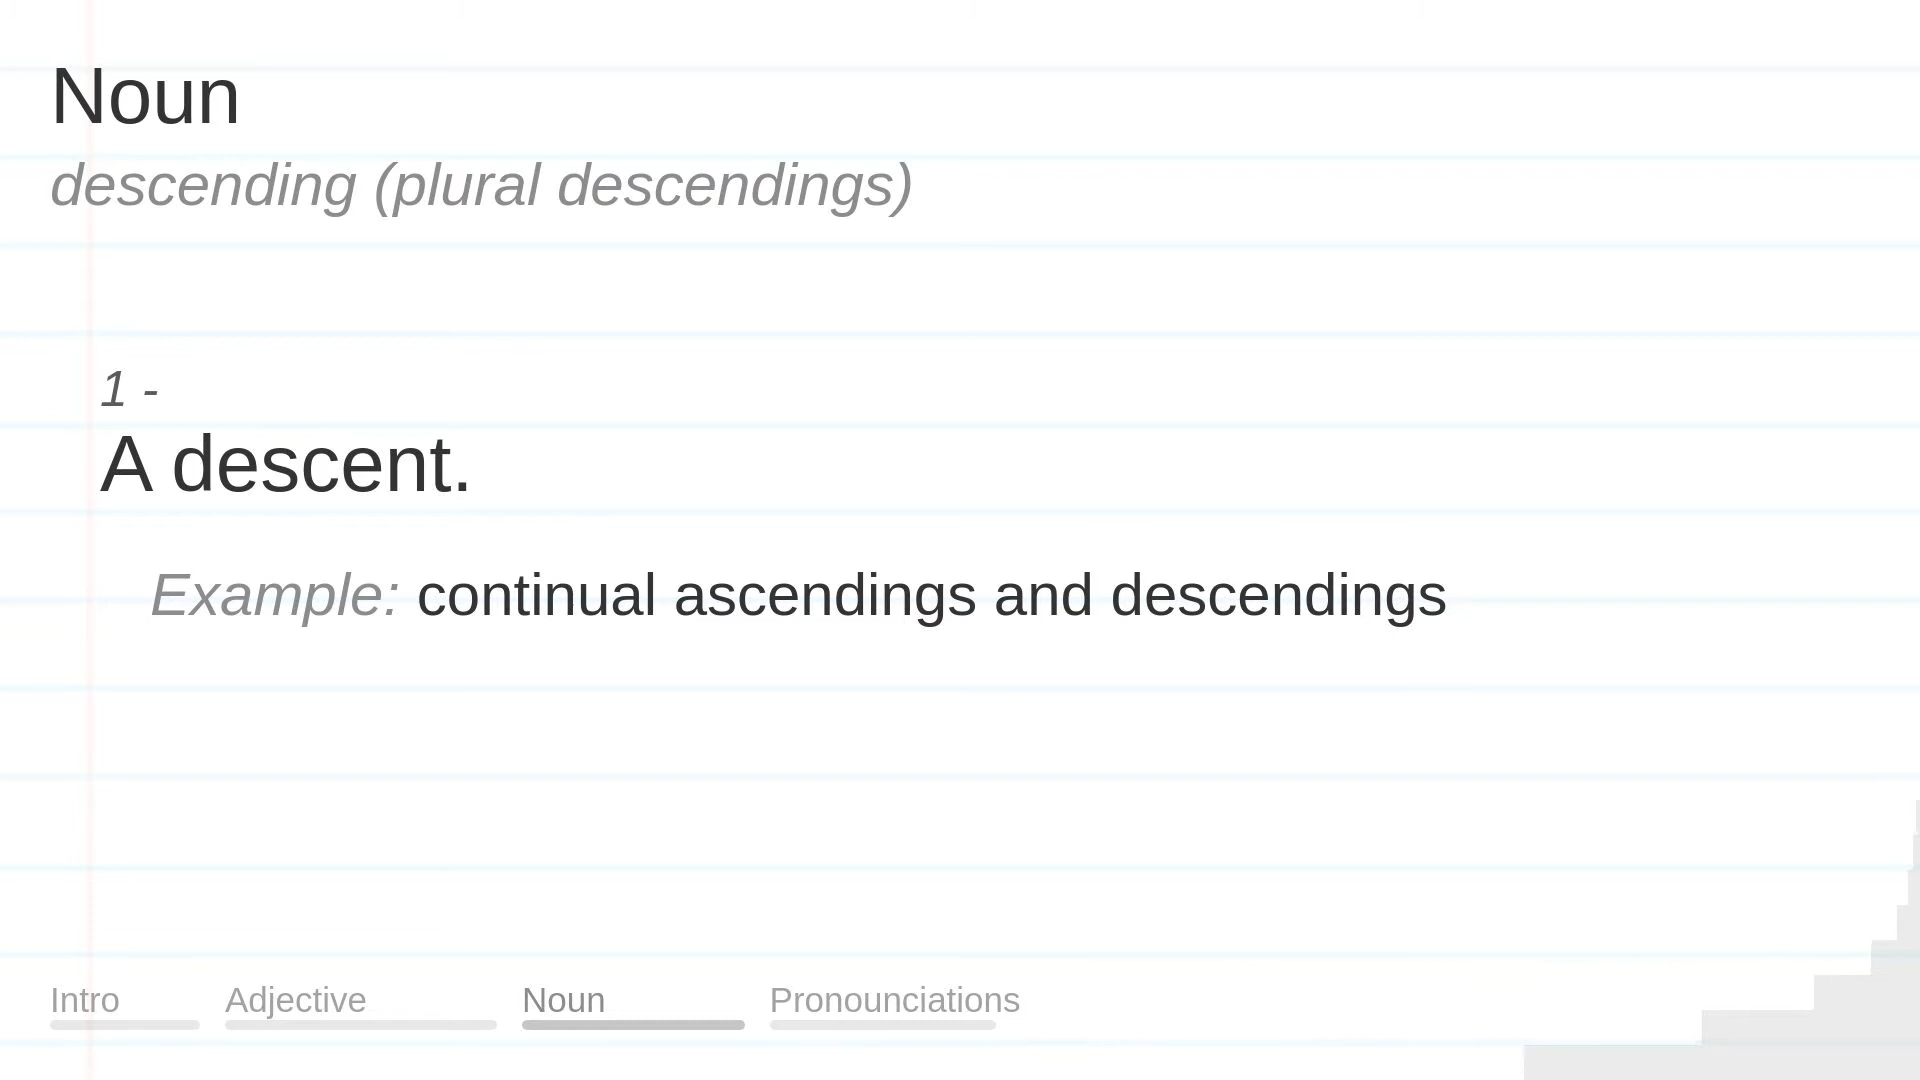 Noun
descending (plural descendings)
1 -
A descent.
Example: continual ascendings and descendings
Intro Adjective Noun Pronounciations